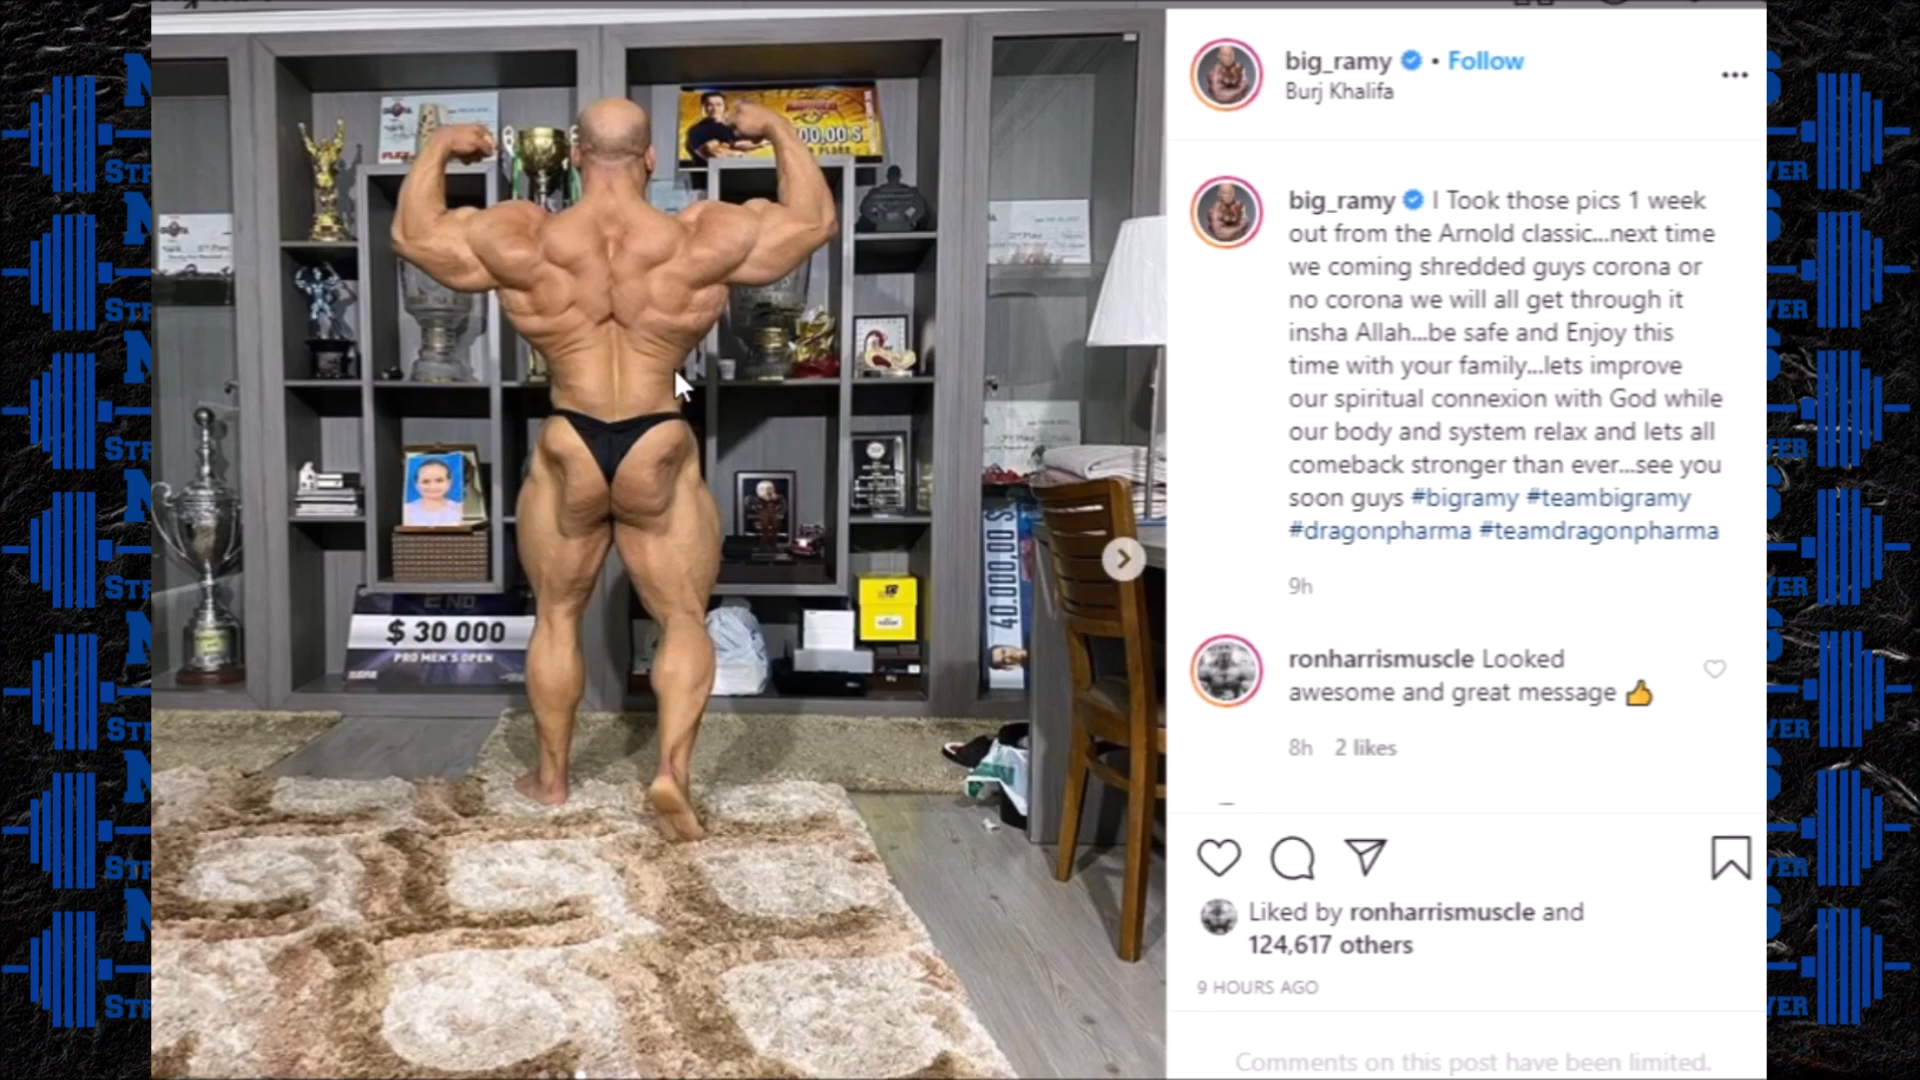 big_ramy • Follow
Burj Khalifa
big_ramy I Took those pics 1 week
out from the Arnold classic...next time
we coming shredded guys corona or
no corona we will all get through it
insha Allah...be safe and Enjoy this
time with your family...lets improve
our spiritual connexion with God while
our body and system relax and lets all
comeback stronger than ever...see you
soon guys #bigramy #teambigramy
#dragonpharma #teamdragonpharma
9h
ronharrismuscle Looked
awesome and great message 👍
8h 2 likes
Liked by ronharrismuscle and
124,617 others
9 HOURS AGO
Comments on this post have been limited.
2ND
$ 30 000
PRO MEN'S OPEN
40.000,00 $
FLEX